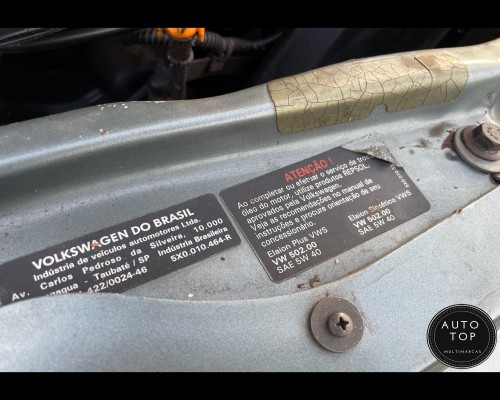 VOLKSWAGEN DO BRASIL
Indústria de veículos automotores Ltda.
Av. Carlos Pedroso da Silveira, 10.000
Taubaté / SP Indústria Brasileira
422/0024-46 5X0.010.464-R
ATENÇÃO!
Ao completar ou efetuar o serviço de
óleo do motor, utilize produtos REPSOL
aprovados pela Volkswagen.
Veja as recomendações no manual de
instruções e procure orientação de seu
concessionário.
Elaion Plus VWS
VW 502.00
SAE 5W 40
Elaion Sintético VWS
VW 502.00
SAE 5W 40
AUTO
TOP
MULTIMARCAS